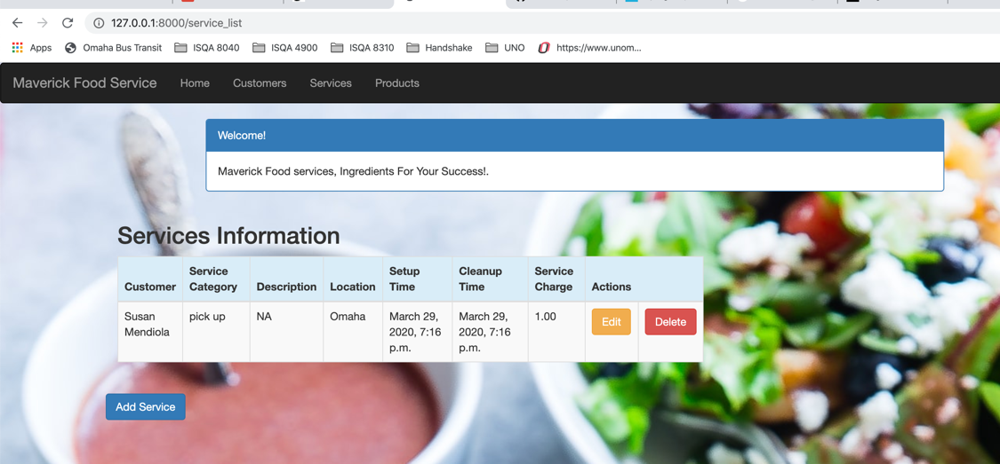 127.0.0.1:8000/service_list
Apps Omaha Bus Transit ISQA 8040 ISQA 4900 ISQA 8310 Handshake UNO https://www.unom...
Maverick Food Service Home Customers Services Products
Welcome!
Maverick Food services, Ingredients For Your Success!.
Services Information
Customer Service Category Description Location Setup Time Cleanup Time Service Charge Actions
Susan Mendiola pick up NA Omaha March 29, 2020, 7:16 p.m. March 29, 2020, 7:16 p.m. 1.00 Edit Delete
Add Service